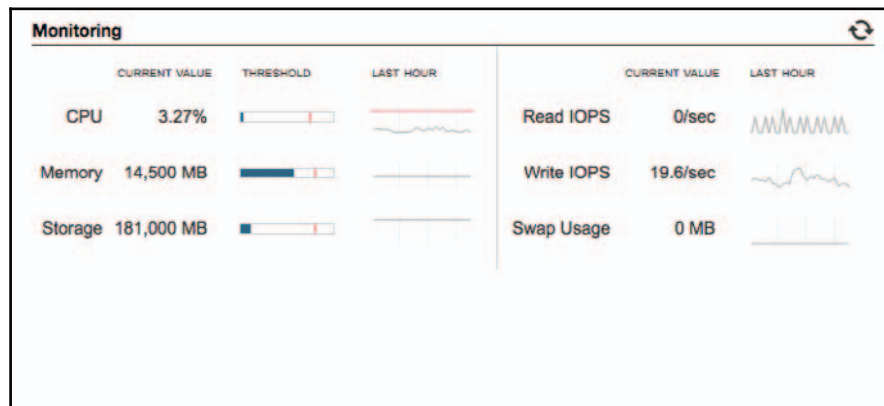 Monitoring
CURRENT VALUE THRESHOLD LAST HOUR
CPU 3.27%
Memory 14,500 MB
Storage 181,000 MB
CURRENT VALUE LAST HOUR
Read IOPS 0/sec
Write IOPS 19.6/sec
Swap Usage 0 MB